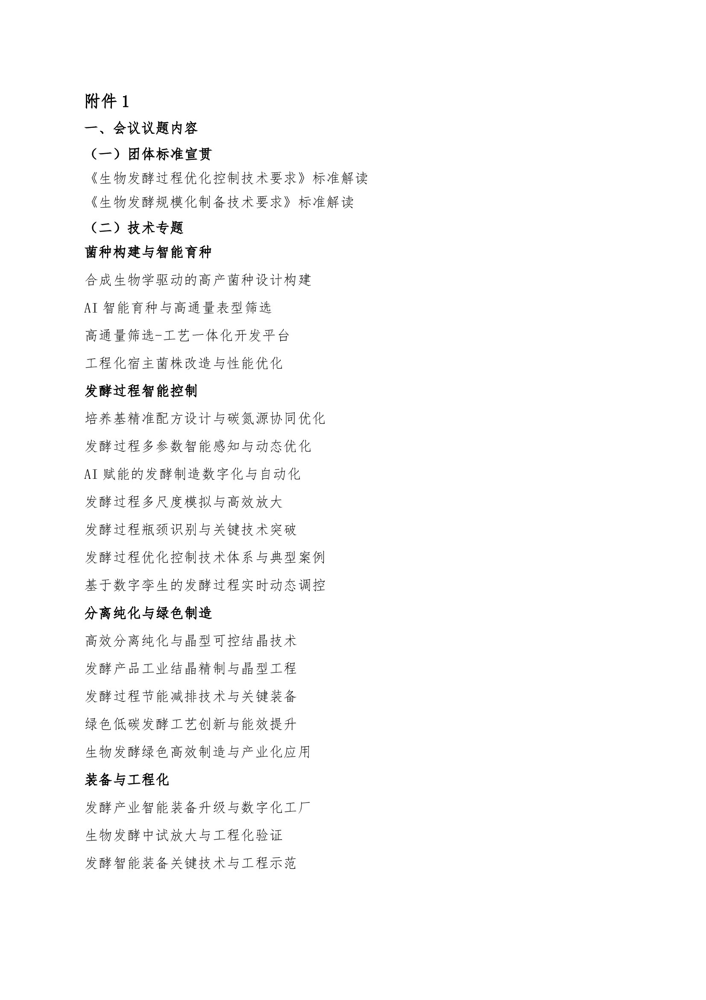 附件1
一、会议议题内容
（一）团体标准宣贯
《生物发酵过程优化控制技术要求》标准解读
《生物发酵规模化制备技术要求》标准解读
（二）技术专题
菌种构建与智能育种
合成生物学驱动的高产菌种设计构建
AI智能育种与高通量表型筛选
高通量筛选-工艺一体化开发平台
工程化宿主菌株改造与性能优化
发酵过程智能控制
培养基精准配方设计与碳氮源协同优化
发酵过程多参数智能感知与动态优化
AI赋能的发酵制造数字化与自动化
发酵过程多尺度模拟与高效放大
发酵过程瓶颈识别与关键技术突破
发酵过程优化控制技术体系与典型案例
基于数字孪生的发酵过程实时动态调控
分离纯化与绿色制造
高效分离纯化与晶型可控结晶技术
发酵产品工业结晶精制与晶型工程
发酵过程节能减排技术与关键装备
绿色低碳发酵工艺创新与能效提升
生物发酵绿色高效制造与产业化应用
装备与工程化
发酵产业智能装备升级与数字化工厂
生物发酵中试放大与工程化验证
发酵智能装备关键技术与工程示范